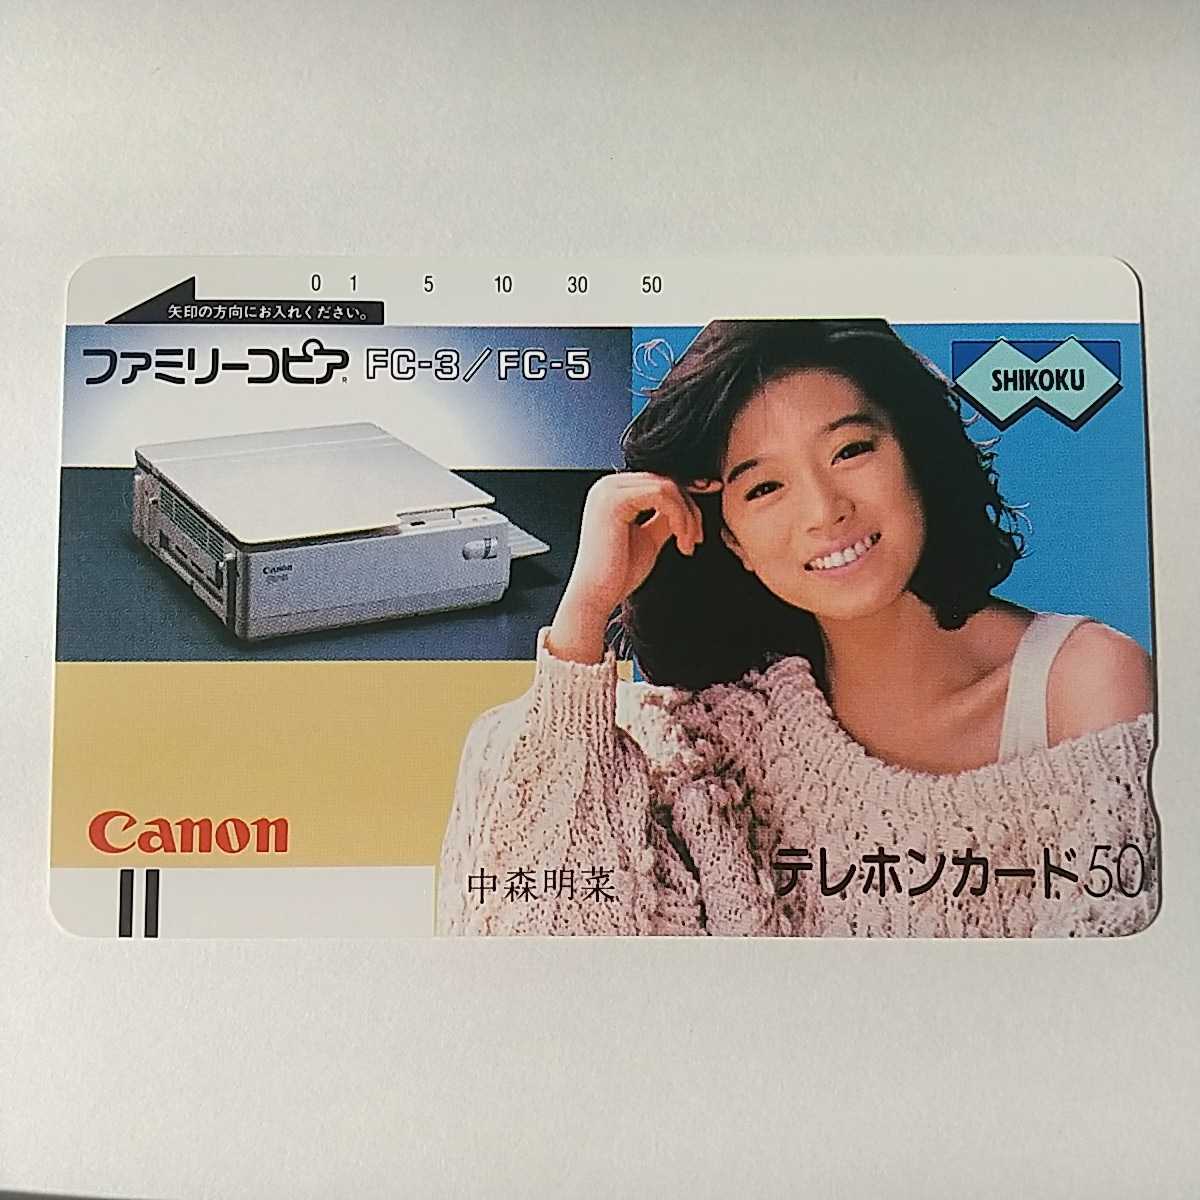 0 1 5 10 30 50
矢印の方向にお入れください。
ファミリーコピア® FC-3/FC-5
SHIKOKU
Canon
Canon
中森明菜
テレホンカード50